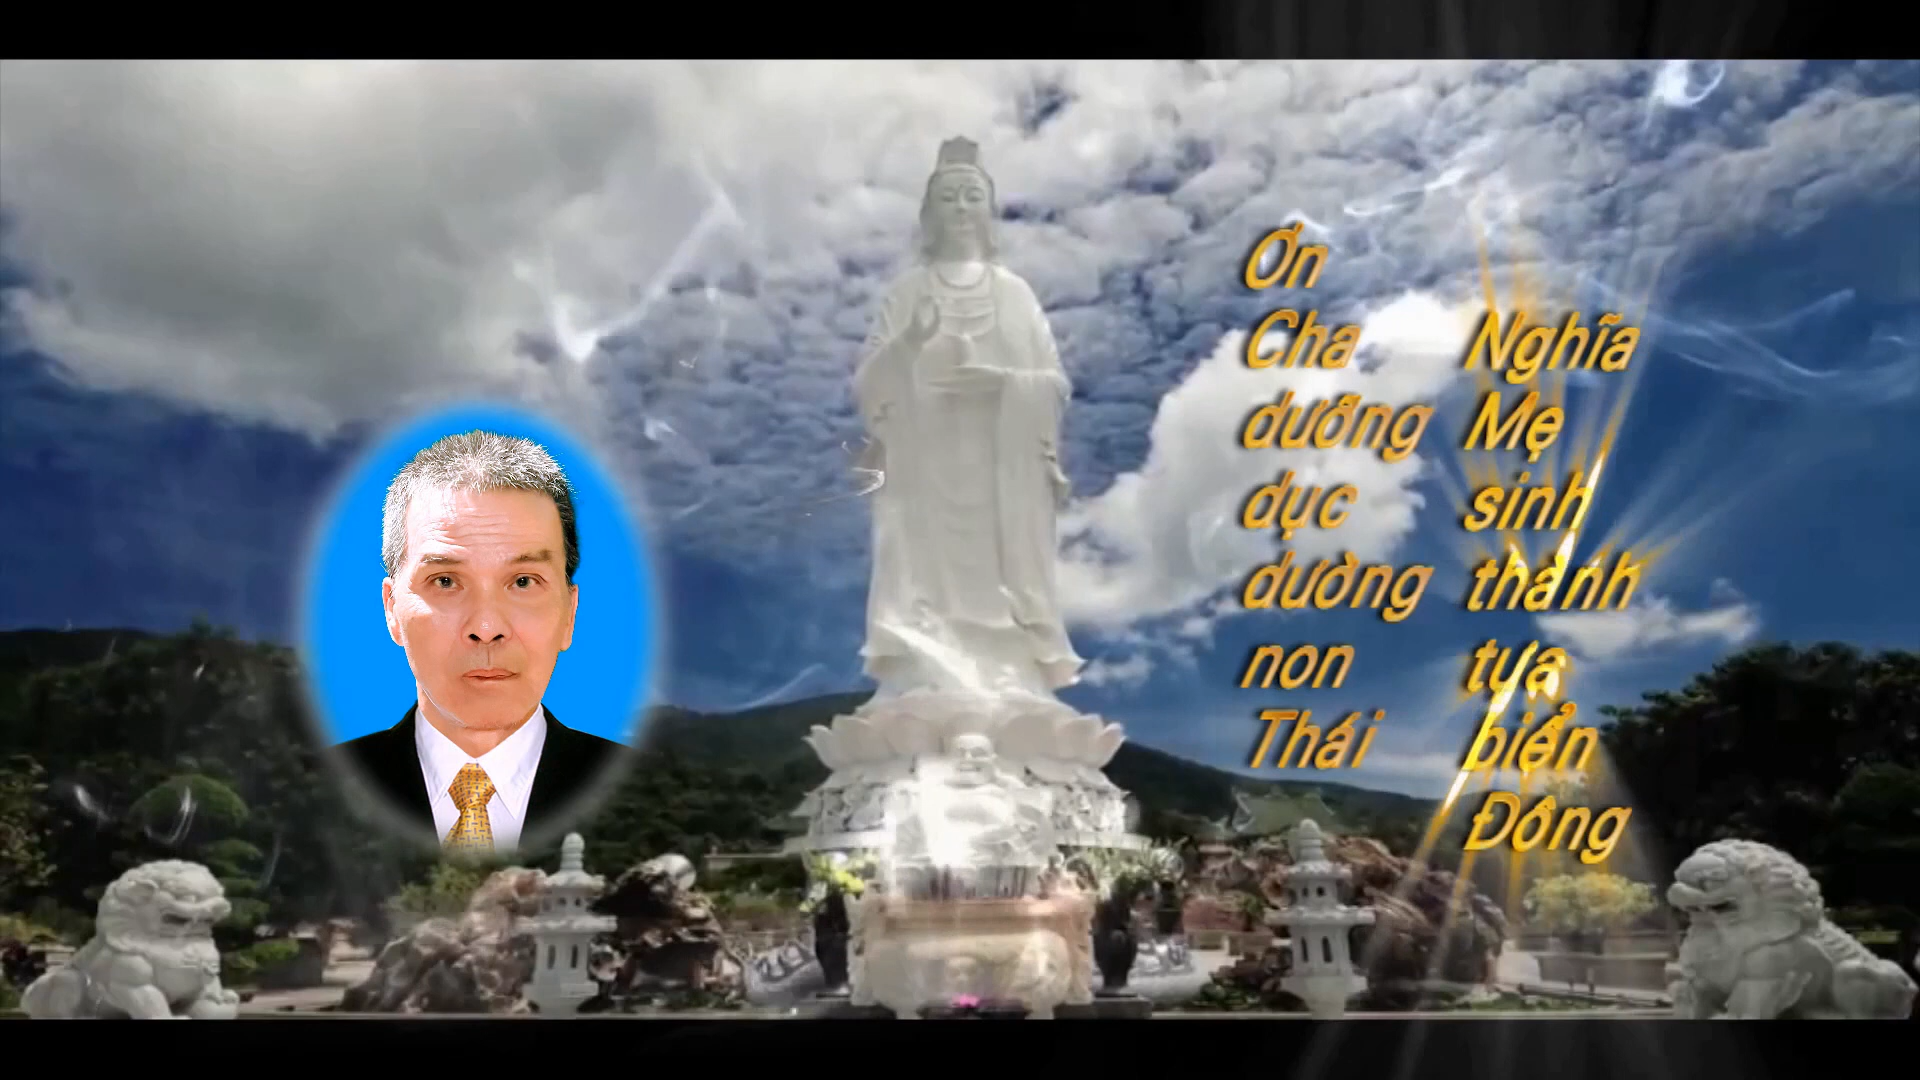 Ơn
Cha
dưỡng
dục
dường
non
Thái
Nghĩa
Mẹ
sinh
thành
tựa
biển
Đông